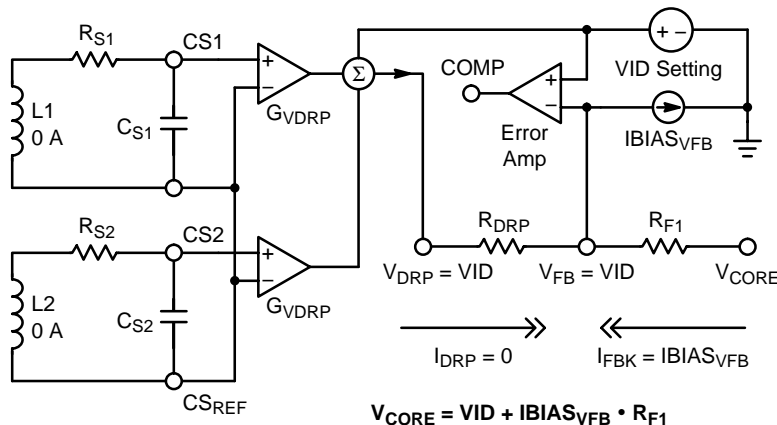 RS1
CS1
L1
0 A
CS1
+
−
GVDRP
Σ
COMP
+
−
Error
Amp
+ −
VID Setting
IBIASVFB
RS2
CS2
L2
0 A
CS2
+
−
GVDRP
CSREF
RDRP
RF1
VDRP = VID
VFB = VID
VCORE
IDRP = 0
IFBK = IBIASVFB
VCORE = VID + IBIASVFB • RF1